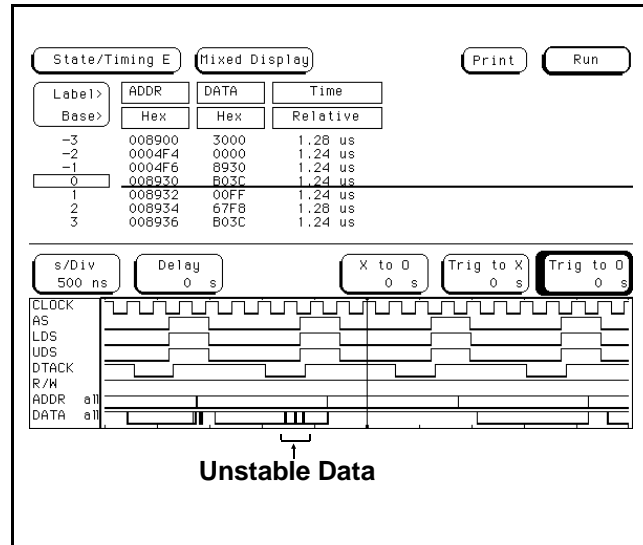 State/Timing E Mixed Display Print Run
Label> ADDR DATA Time
Base> Hex Hex Relative
-3 008900 3000 1.28 us
-2 0004F4 0000 1.24 us
-1 0004F6 8930 1.24 us
0 008930 B03C 1.24 us
1 008932 00FF 1.24 us
2 008934 67F8 1.28 us
3 008936 B03C 1.24 us
s/Div Delay X to O Trig to X Trig to O
500 ns 0 s 0 s 0 s 0 s
CLOCK
AS
LDS
UDS
DTACK
R/W
ADDR all
DATA all
Unstable Data